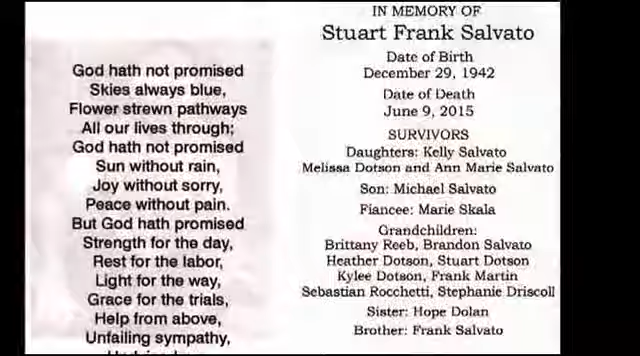 God hath not promised
Skies always blue,
Flower strewn pathways
All our lives through;
God hath not promised
Sun without rain,
Joy without sorry,
Peace without pain.
But God hath promised
Strength for the day,
Rest for the labor,
Light for the way,
Grace for the trials,
Help from above,
Unfailing sympathy,
IN MEMORY OF
Stuart Frank Salvato
Date of Birth
December 29, 1942
Date of Death
June 9, 2015
SURVIVORS
Daughters: Kelly Salvato
Melissa Dotson and Ann Marie Salvato
Son: Michael Salvato
Fiancee: Marie Skala
Grandchildren:
Brittany Reeb, Brandon Salvato
Heather Dotson, Stuart Dotson
Kylee Dotson, Frank Martin
Sebastian Rocchetti, Stephanie Driscoll
Sister: Hope Dolan
Brother: Frank Salvato